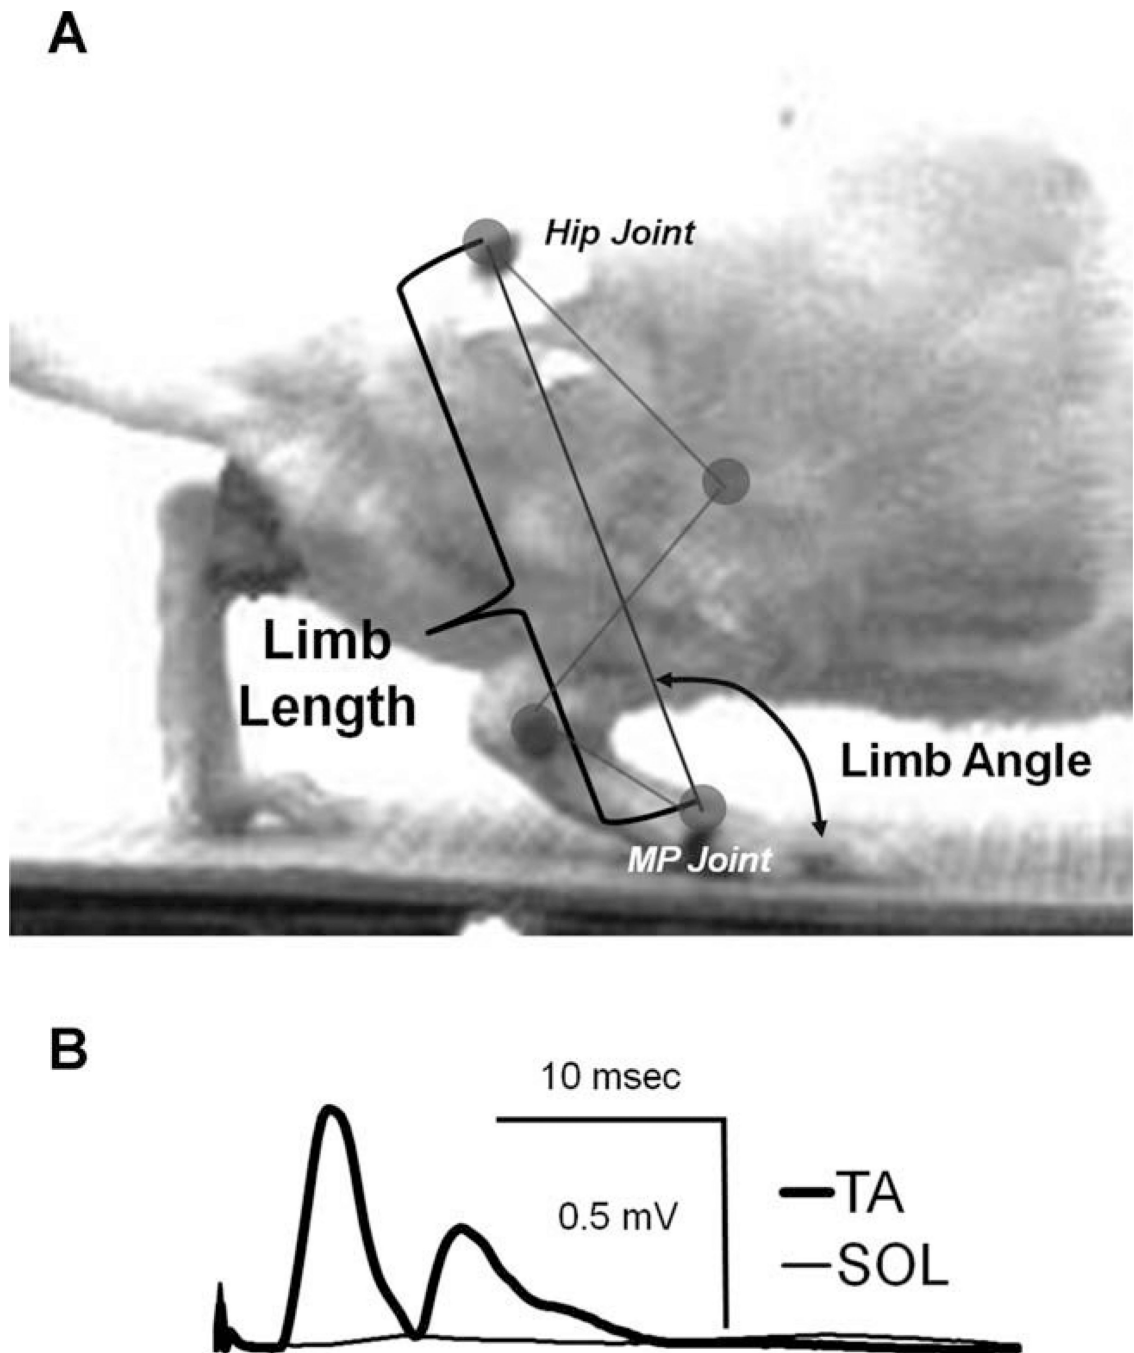 A
Hip Joint
Limb
Length
Limb Angle
MP Joint
B
10 msec
0.5 mV
TA
SOL